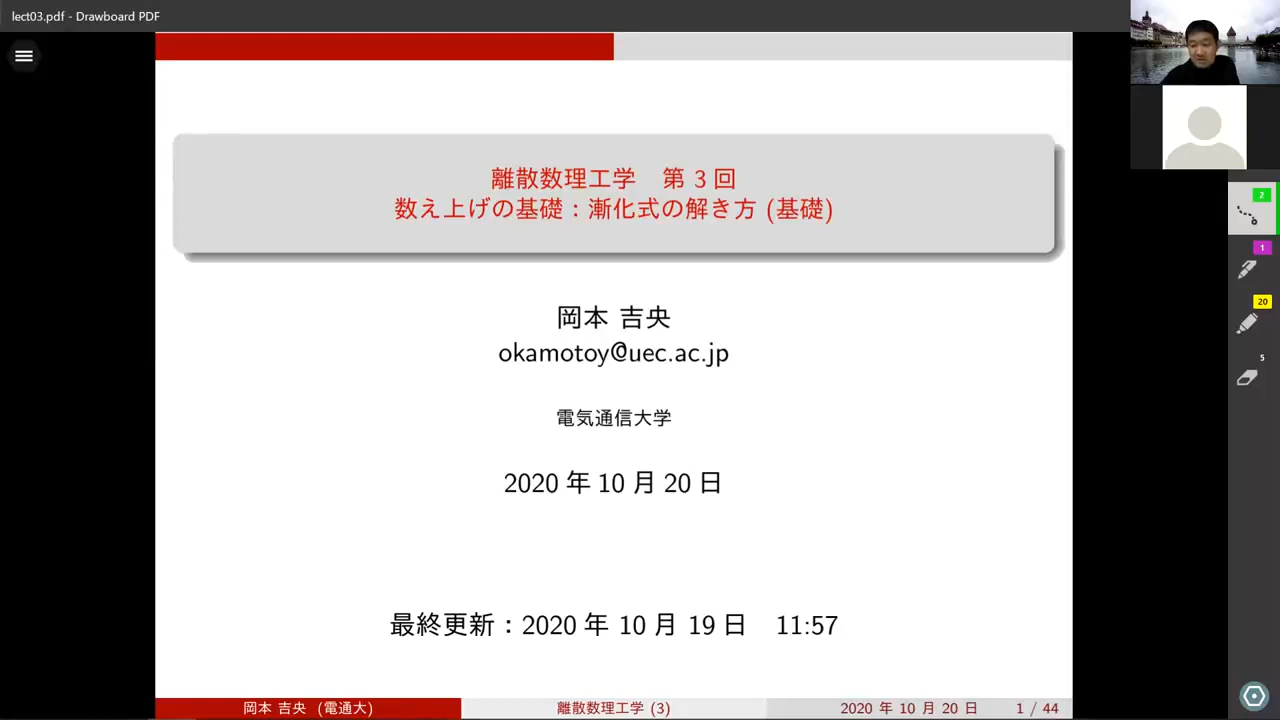 lect03.pdf - Drawboard PDF
離散数理工学 第 3 回
数え上げの基礎：漸化式の解き方 (基礎)
岡本 吉央
okamotoy@uec.ac.jp
電気通信大学
2020 年 10 月 20 日
最終更新：2020 年 10 月 19 日 11:57
岡本 吉央 (電通大)
離散数理工学 (3)
2020 年 10 月 20 日
1 / 44
2
1
20
5